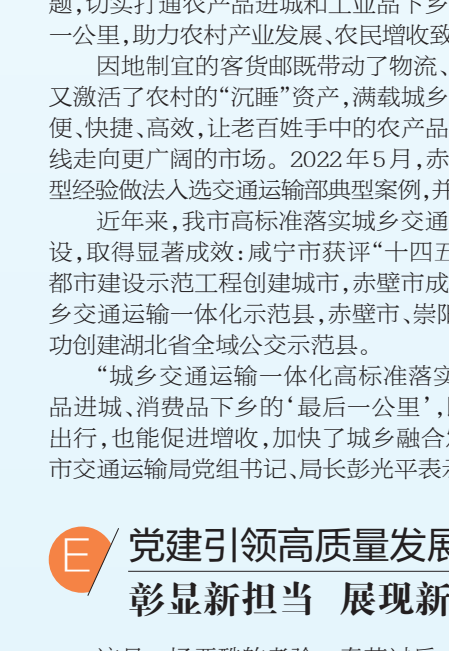 题,切实打通农产品进城和工业品下乡
一公里,助力农村产业发展、农民增收致
因地制宜的客货邮既带动了物流、
又激活了农村的“沉睡”资产,满载城乡
便、快捷、高效,让老百姓手中的农产品
线走向更广阔的市场。2022年5月,赤
型经验做法入选交通运输部典型案例,并
近年来,我市高标准落实城乡交通
设,取得显著成效:咸宁市获评“十四五
都市建设示范工程创建城市,赤壁市成
乡交通运输一体化示范县,赤壁市、崇阳
功创建湖北省全域公交示范县。
“城乡交通运输一体化高标准落实
品进城、消费品下乡的‘最后一公里’,
出行,也能促进增收,加快了城乡融合发
市交通运输局党组书记、局长彭光平表示
E
党建引领高质量发展
彰显新担当 展现新